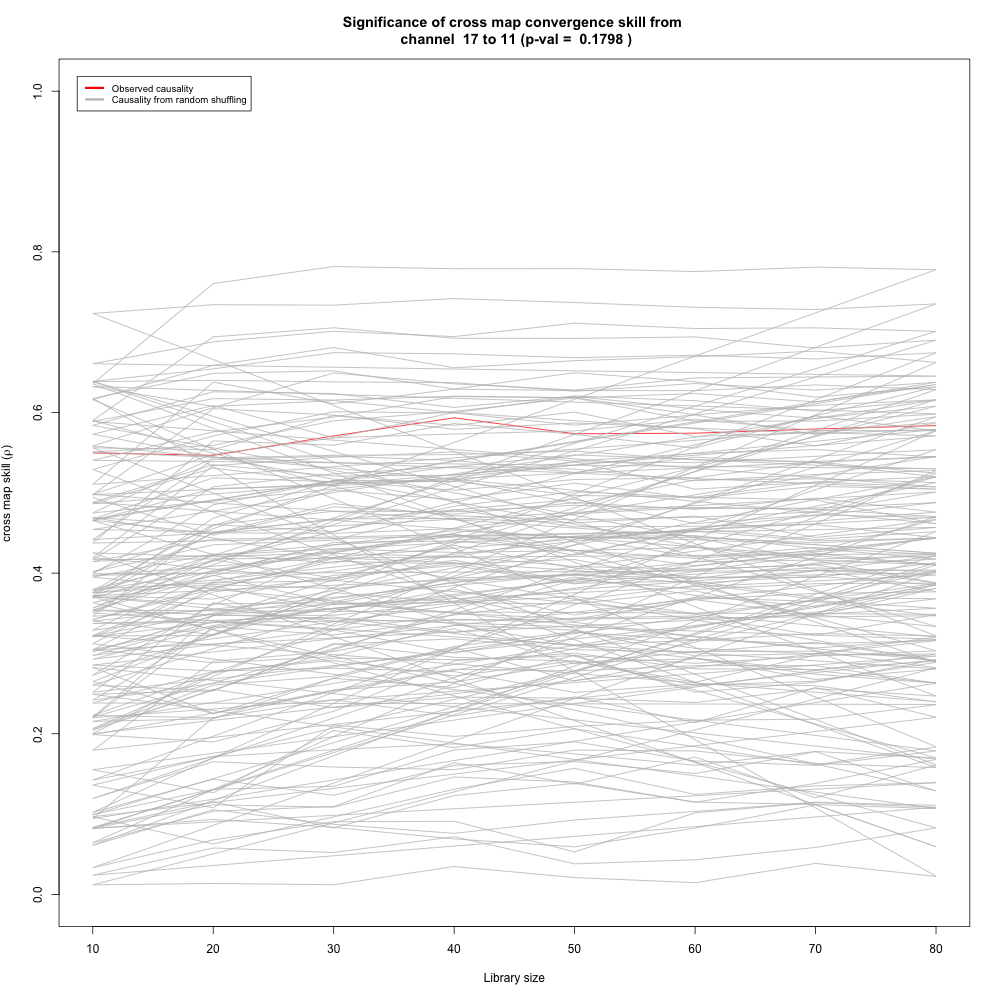 Significance of cross map convergence skill from
channel  17 to 11 (p-val =  0.1798 )
Observed causality
Causality from random shuffling
cross map skill (ρ)
1.0
0.8
0.6
0.4
0.2
0.0
10 20 30 40 50 60 70 80
Library size